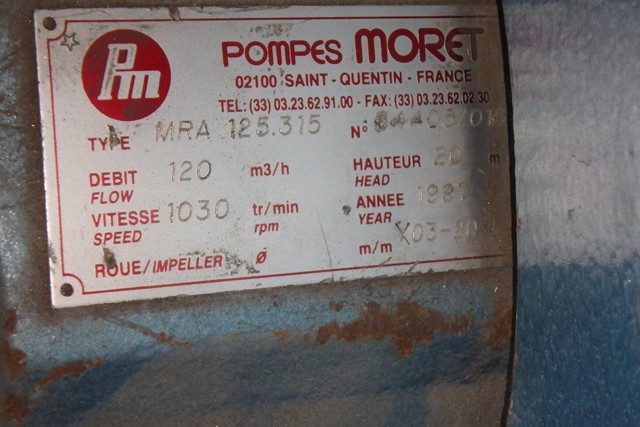 Pm
POMPES MORET
02100 SAINT - QUENTIN - FRANCE
TEL: (33) 03.23.62.91.00 - FAX: (33) 03.23.62.02.30
TYPE MRA 125.315 N°
DEBIT 120 m3/h HAUTEUR 20 m
FLOW HEAD
VITESSE 1030 tr/min ANNEE 1987
SPEED rpm YEAR
ROUE/IMPELLER Ø m/m